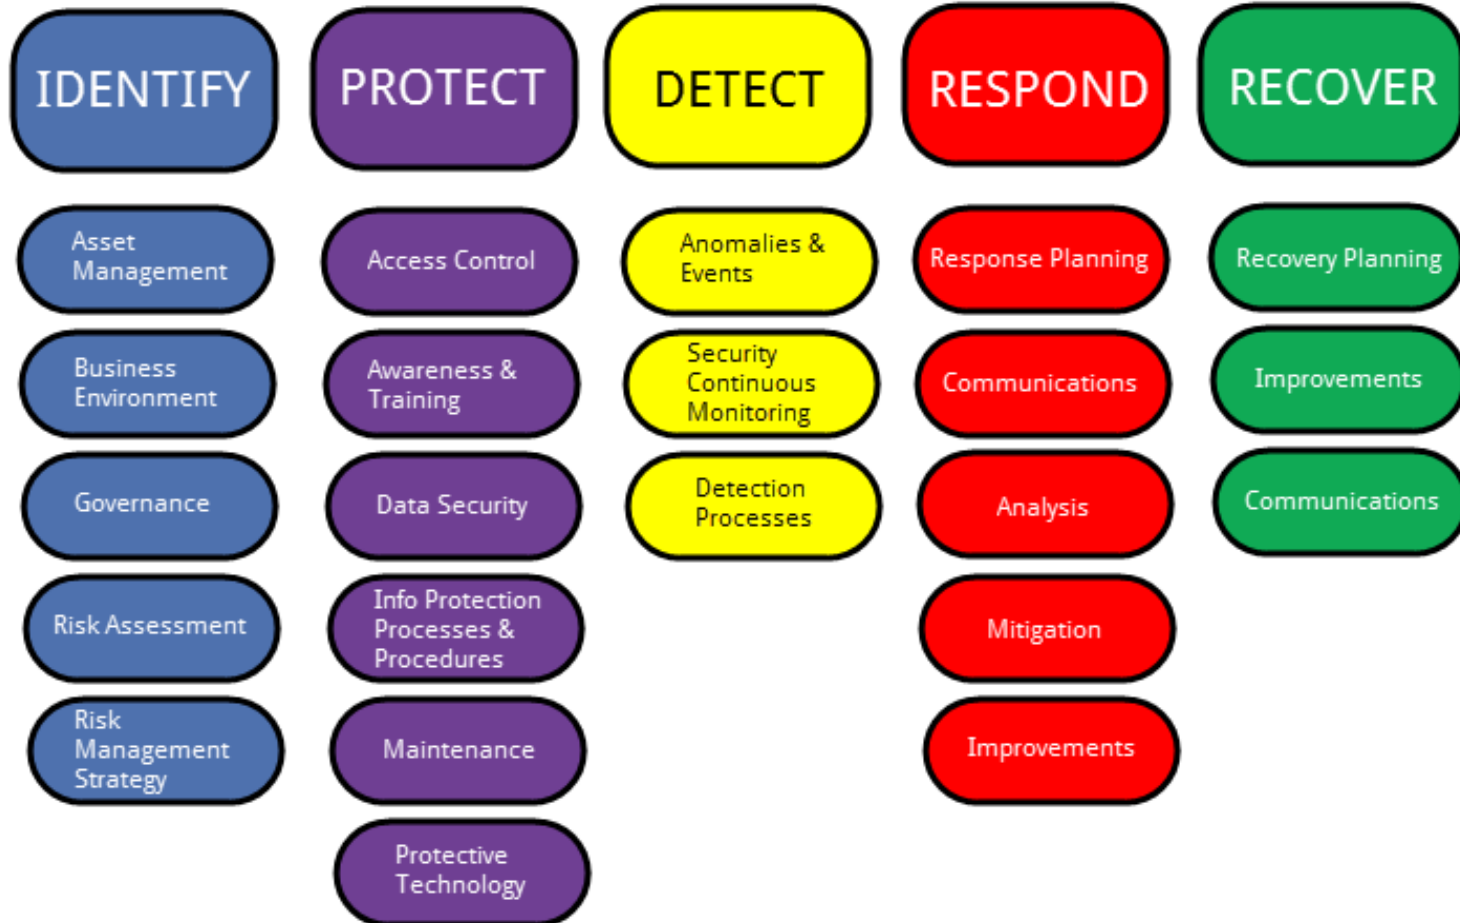 IDENTIFY
PROTECT
DETECT
RESPOND
RECOVER
Asset
Management
Business
Environment
Governance
Risk Assessment
Risk
Management
Strategy
Access Control
Awareness &
Training
Data Security
Info Protection
Processes &
Procedures
Maintenance
Protective
Technology
Anomalies &
Events
Security
Continuous
Monitoring
Detection
Processes
Response Planning
Communications
Analysis
Mitigation
Improvements
Recovery Planning
Improvements
Communications